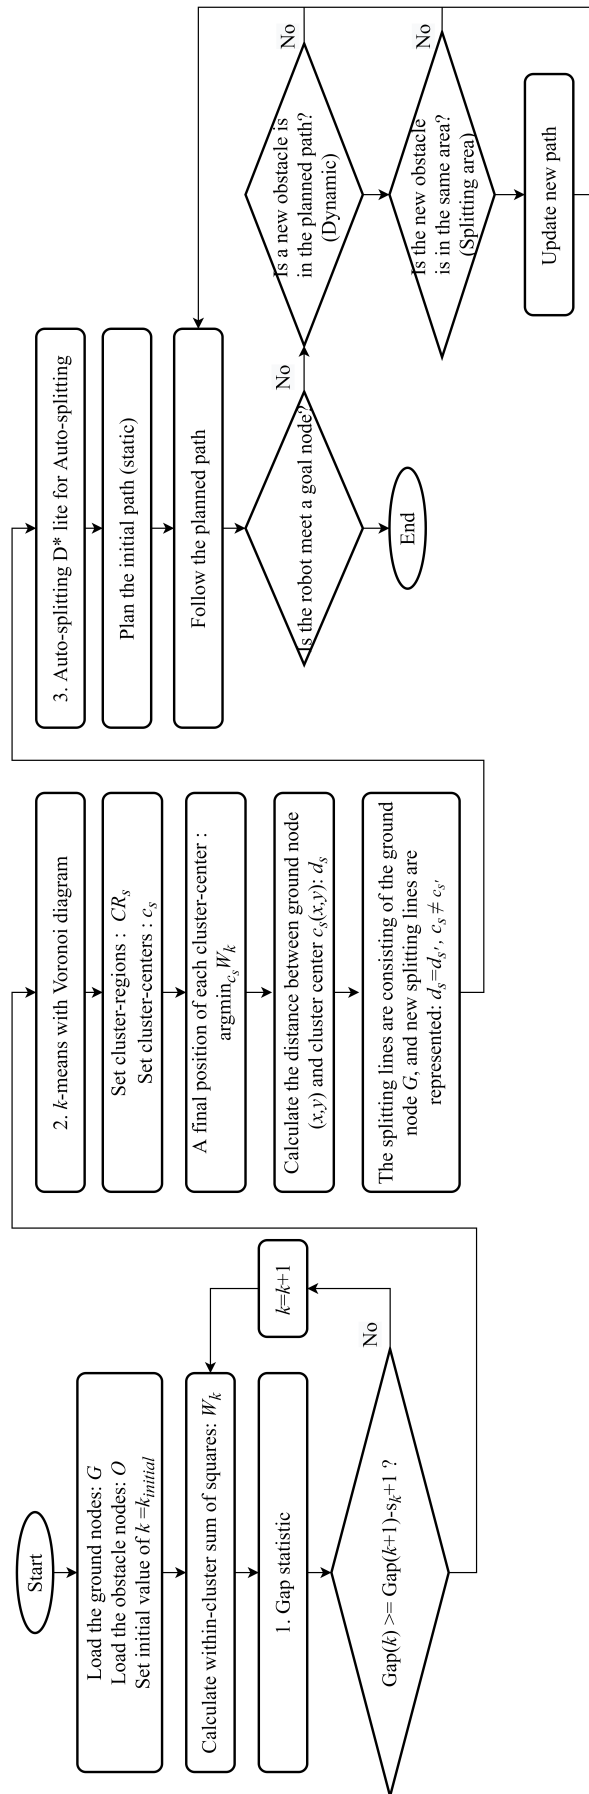 Start
Load the ground nodes: G
Load the obstacle nodes: O
Set initial value of k =k_initial
Calculate within-cluster sum of squares: W_k
1. Gap statistic
Gap(k) >= Gap(k+1)-s_k+1 ?
No
k=k+1
2. k-means with Voronoi diagram
Set cluster-regions : CR_s
Set cluster-centers : c_s
A final position of each cluster-center :
argmin_{c_s} W_k
Calculate the distance between ground node
(x,y) and cluster center c_s(x,y): d_s
The splitting lines are consisting of the ground
node G, and new splitting lines are
represented: d_s=d_s' , c_s ≠ c_s'
3. Auto-splitting D* lite for Auto-splitting
Plan the initial path (static)
Follow the planned path
Is the robot meet a goal node?
No
End
Is a new obstacle is
in the planned path?
(Dynamic)
No
Is the new obstacle
is in the same area?
(Splitting area)
No
Update new path